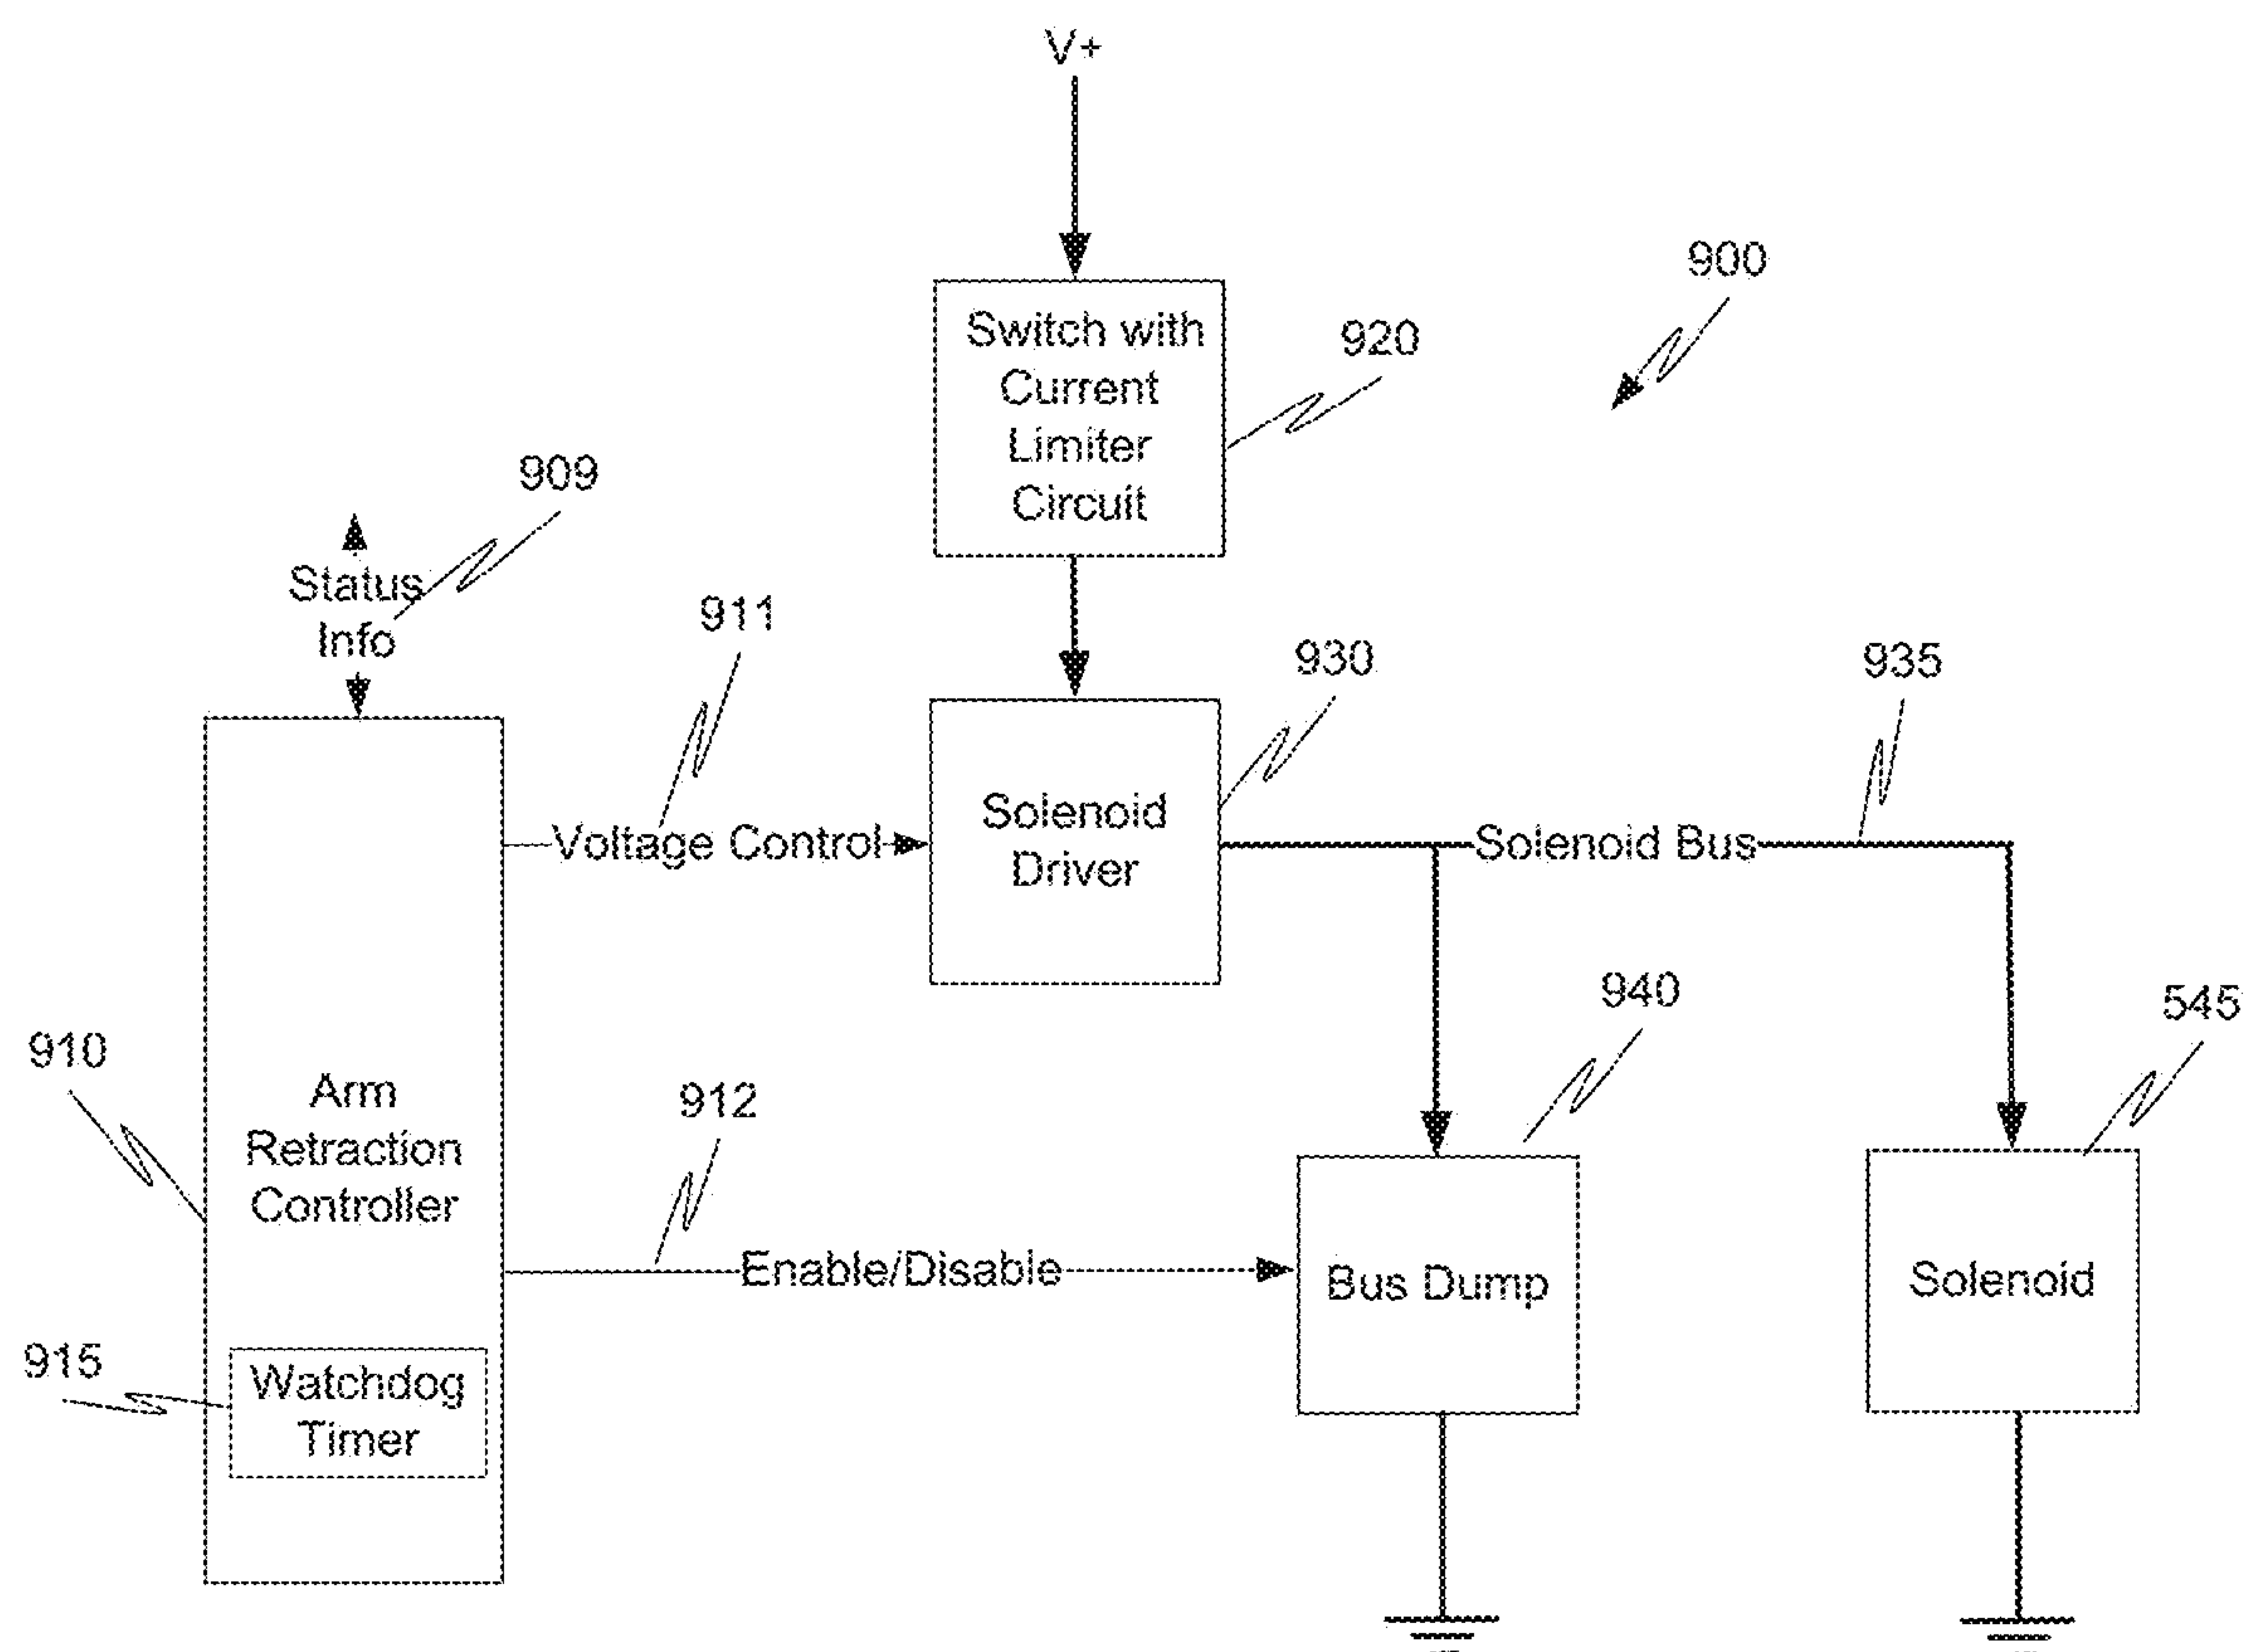 V+
900
Switch with
Current
Limiter
Circuit
920
909
Status
Info
911
930
935
Voltage Control
Solenoid
Driver
Solenoid Bus
940
545
910
Arm
Retraction
Controller
912
Enable/Disable
Bus Dump
Solenoid
915
Watchdog
Timer